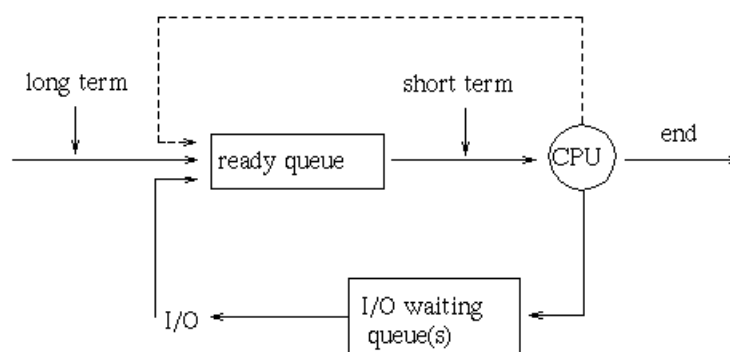 long term
short term
end
ready queue
CPU
I/O
I/O waiting
queue(s)